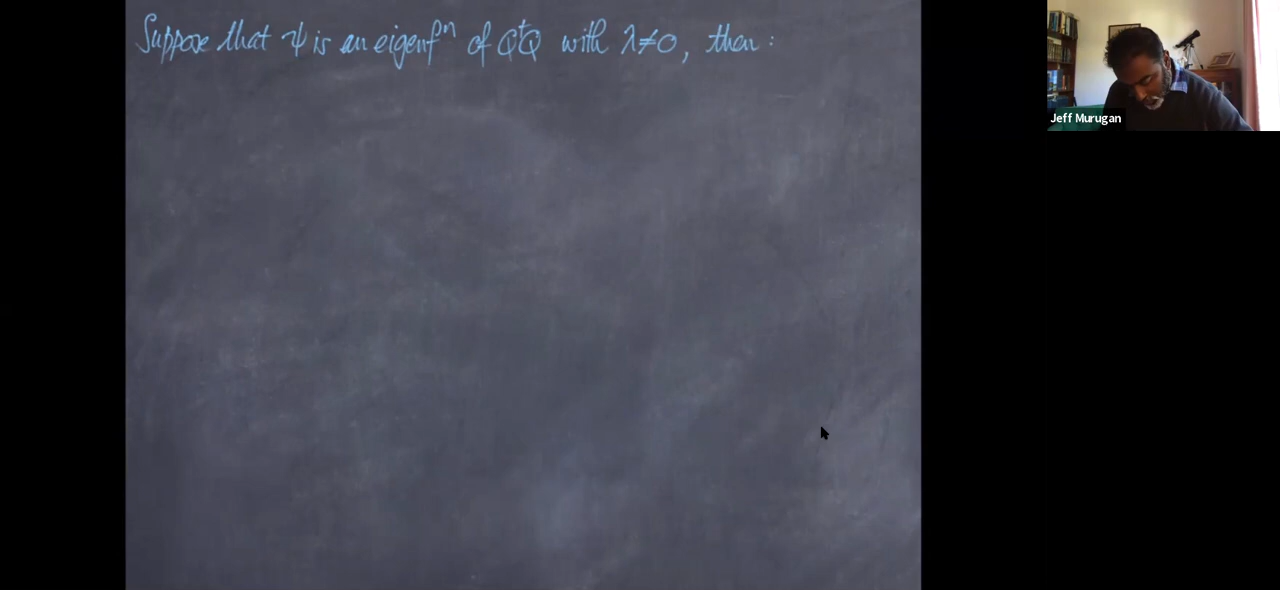 Suppose that ψ is an eigenfⁿ of Q†Q with λ≠0, then :
Jeff Murugan